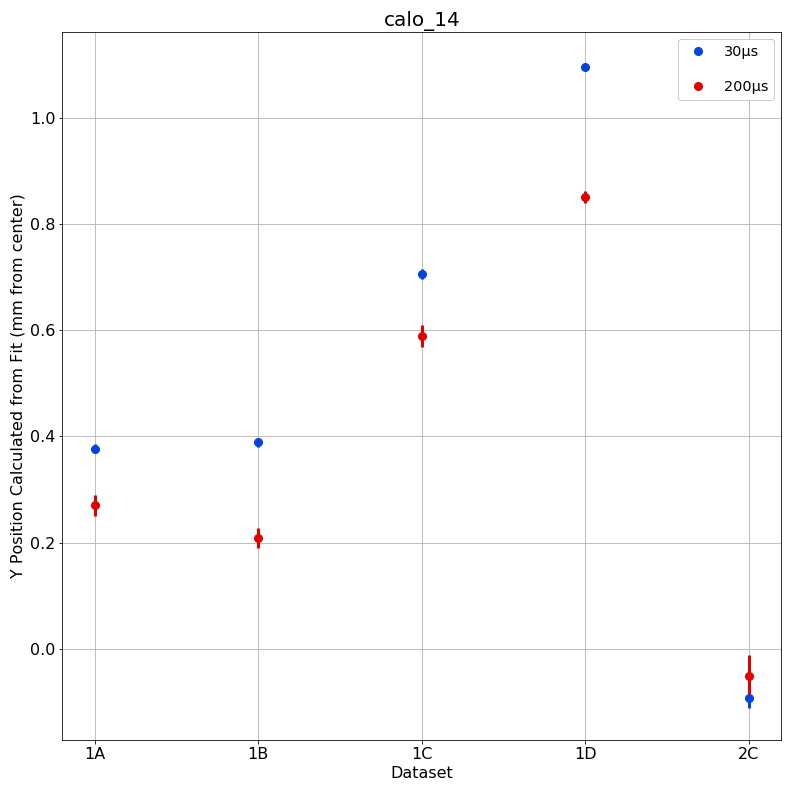 calo_14
30μs
200μs
Y Position Calculated from Fit (mm from center)
1.0
0.8
0.6
0.4
0.2
0.0
1A 1B 1C 1D 2C
Dataset